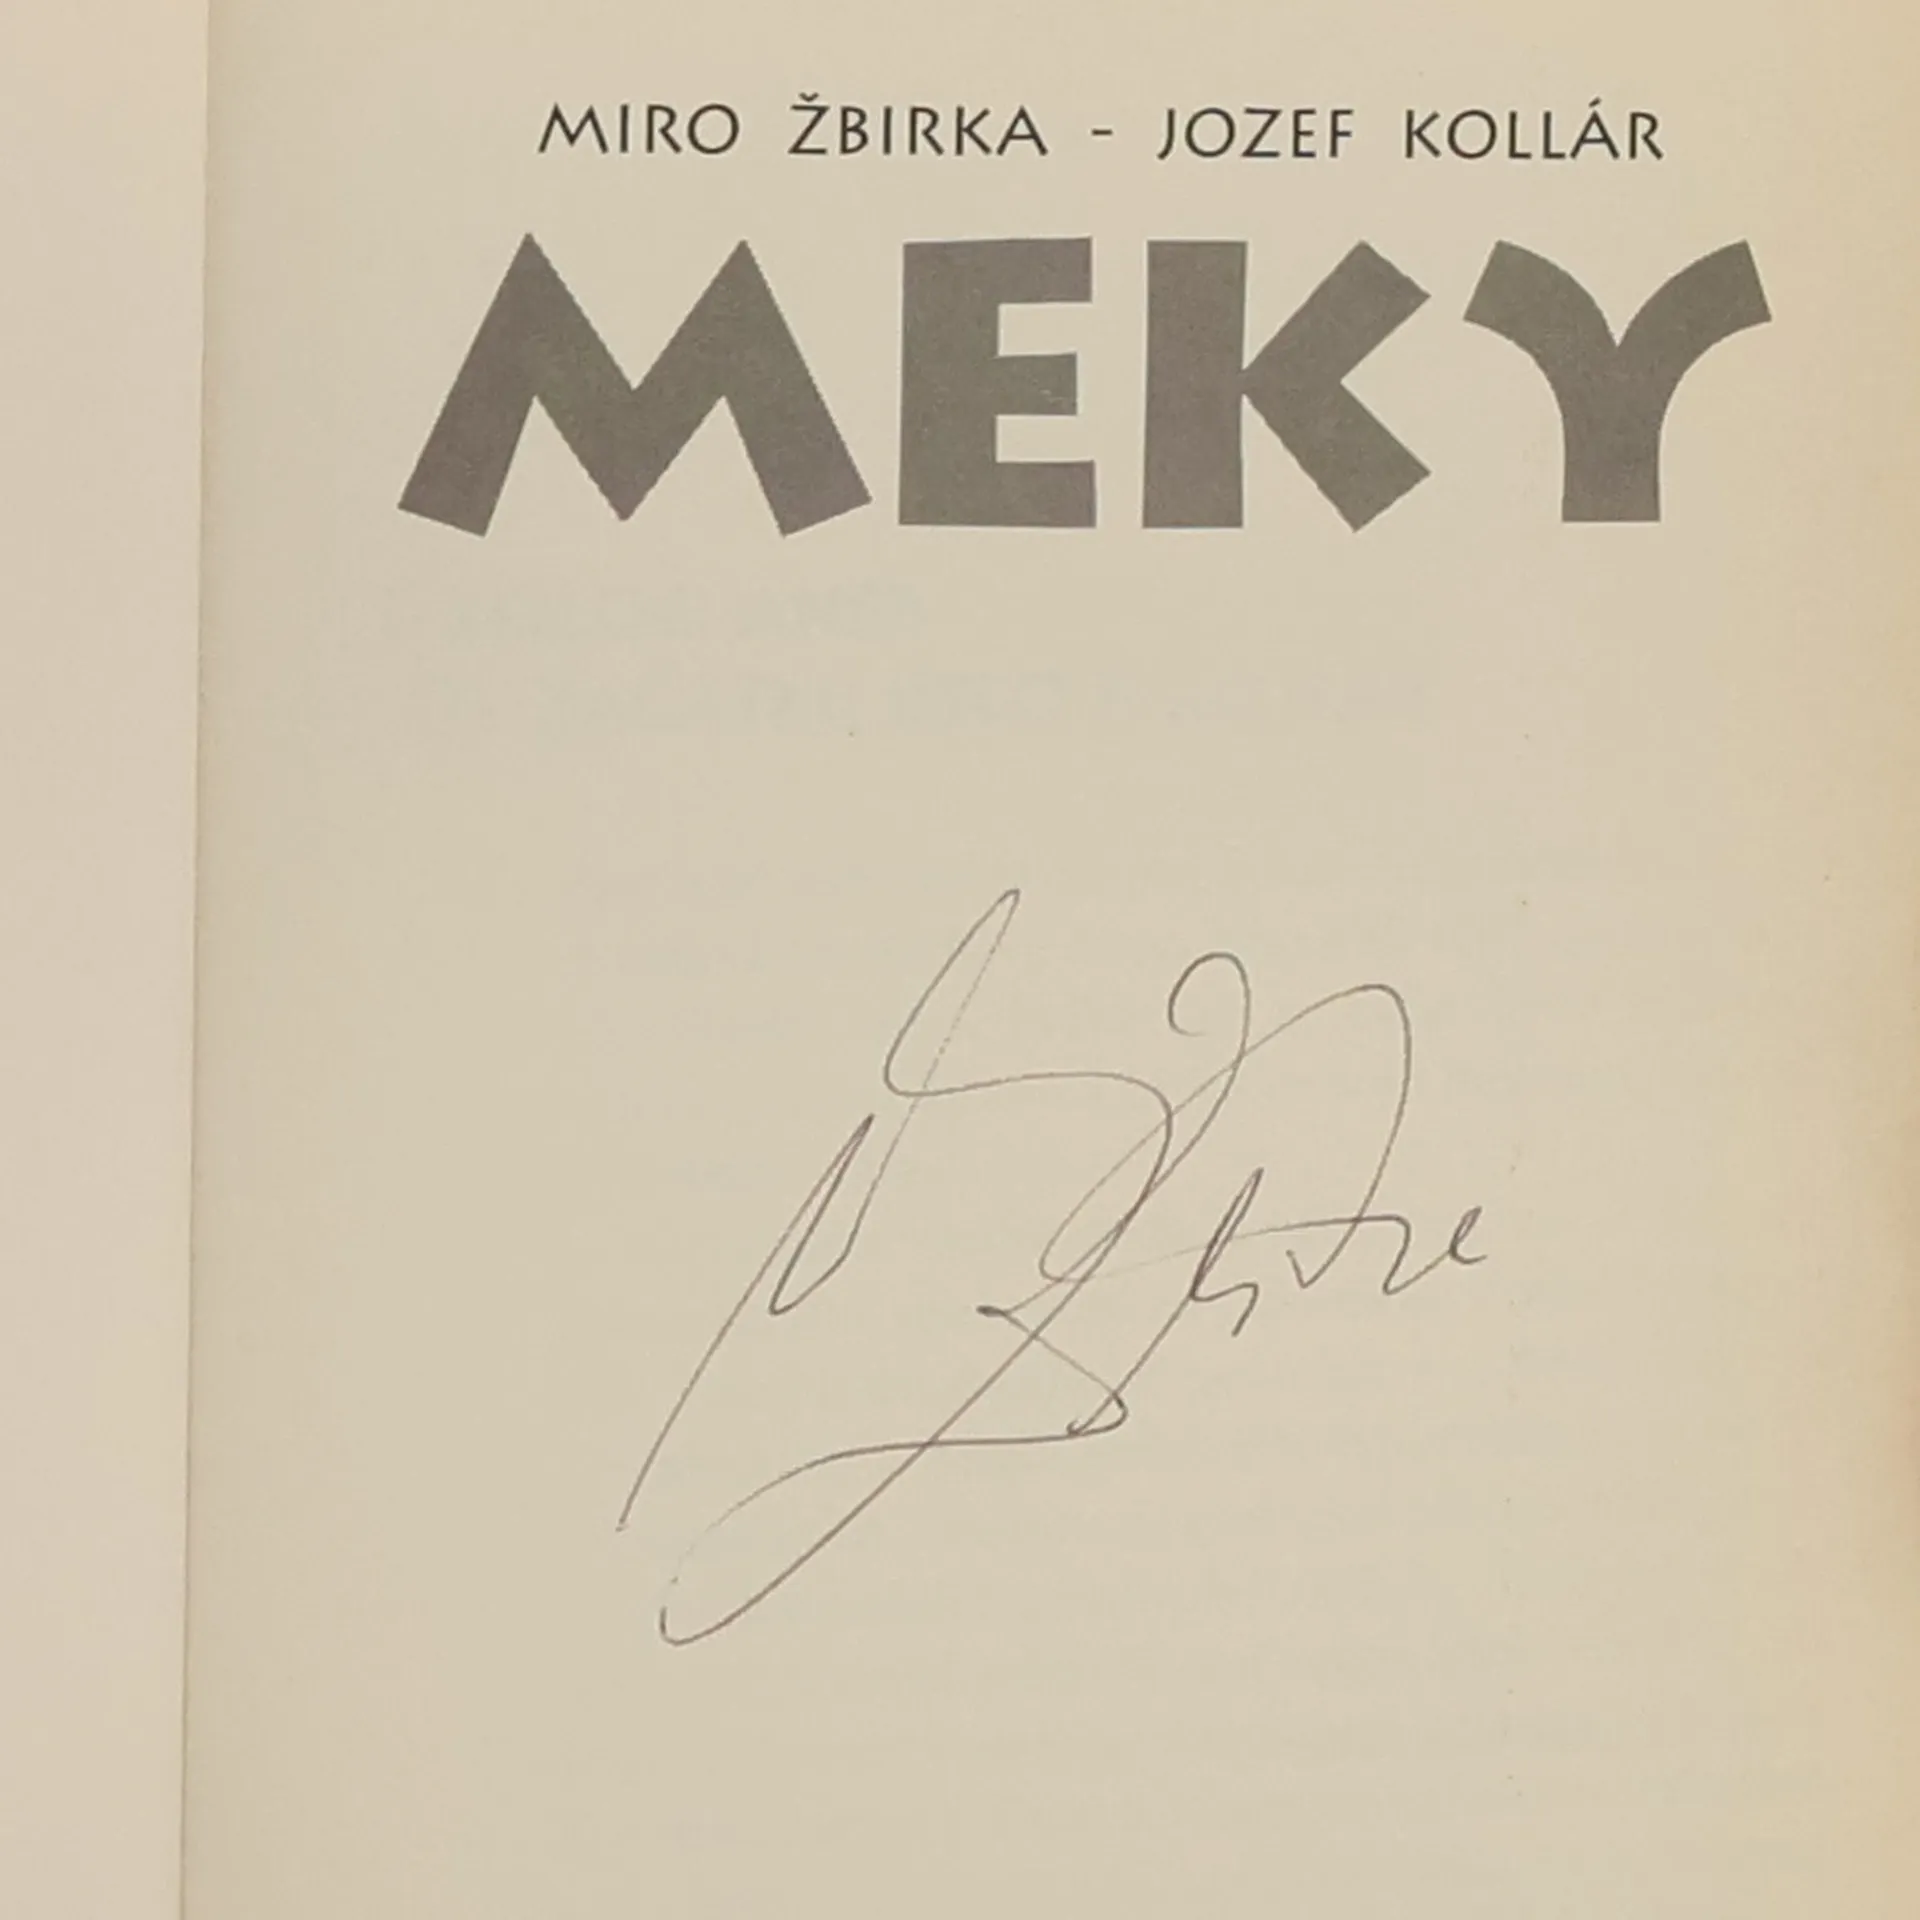 MIRO ŽBIRKA - JOZEF KOLLÁR
MEKY